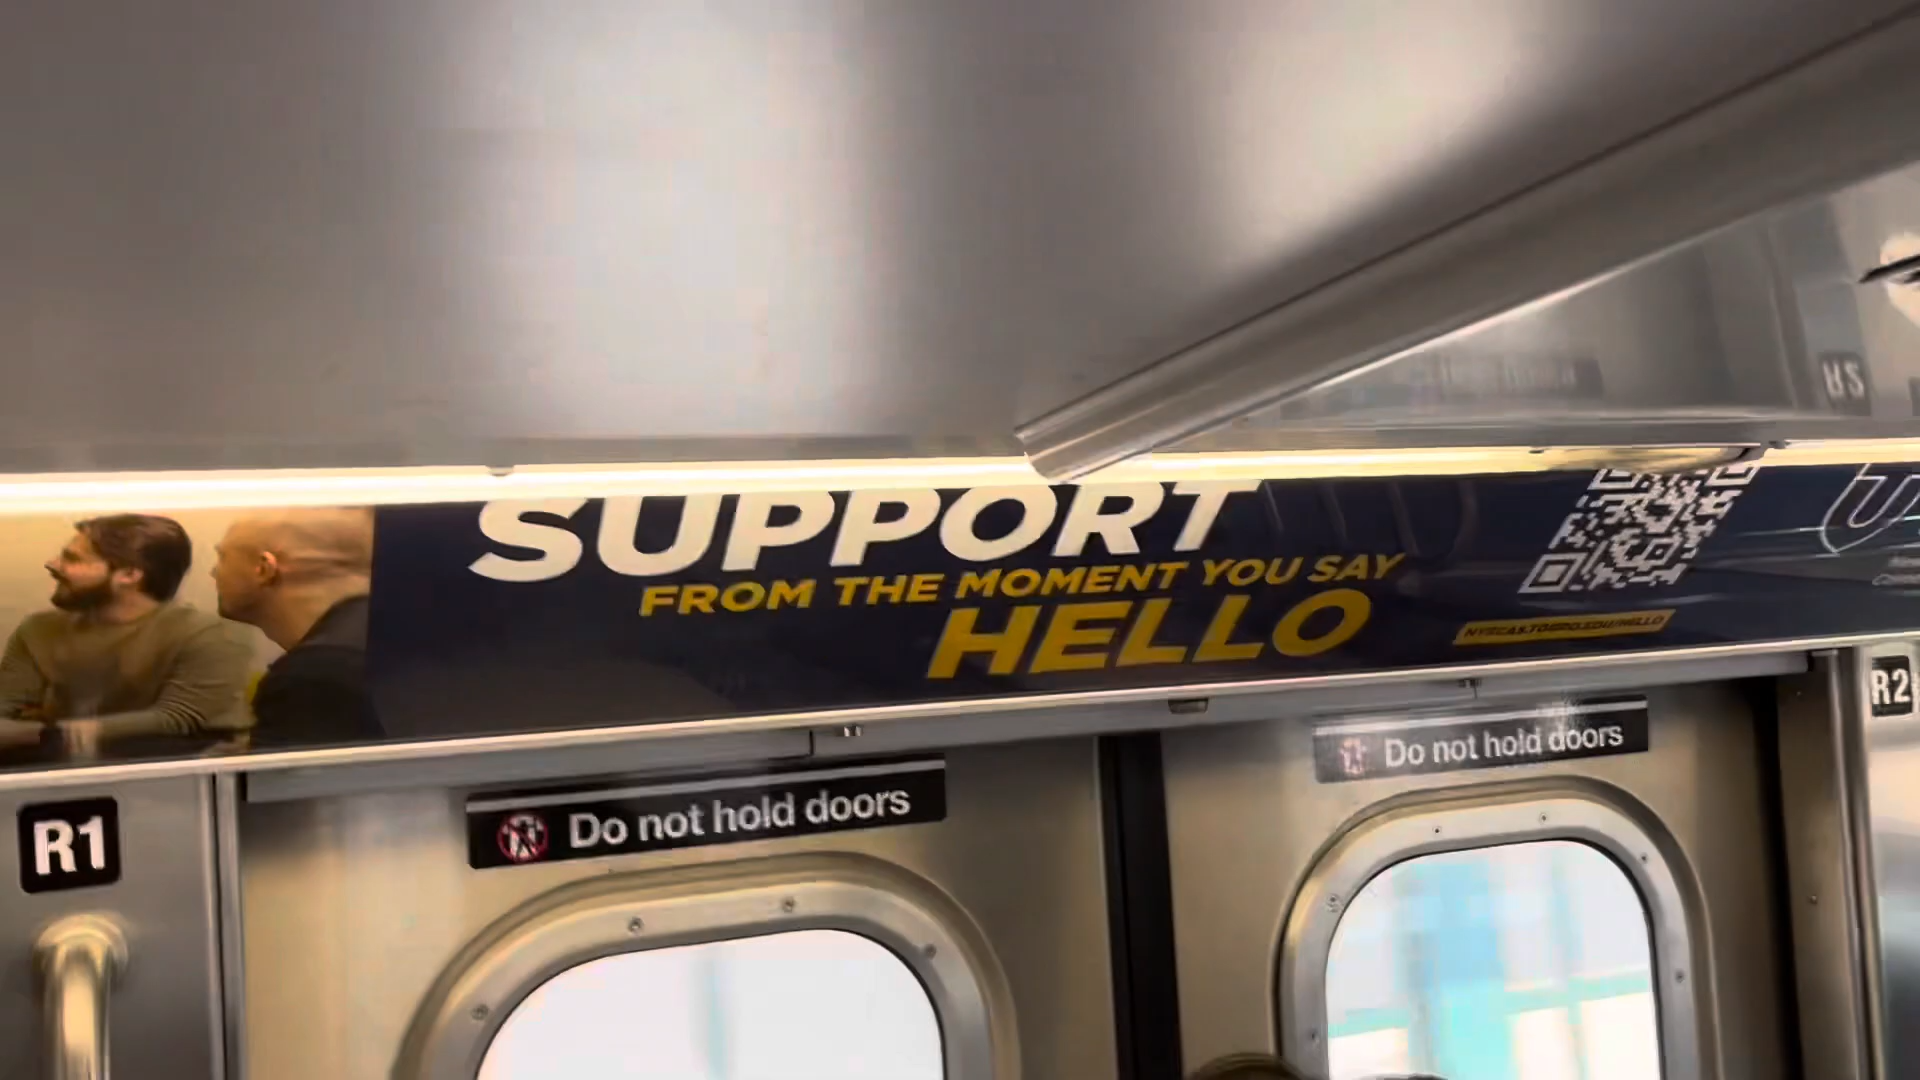 SUPPORT
FROM THE MOMENT YOU SAY
HELLO
R1
Do not hold doors
Do not hold doors
R2